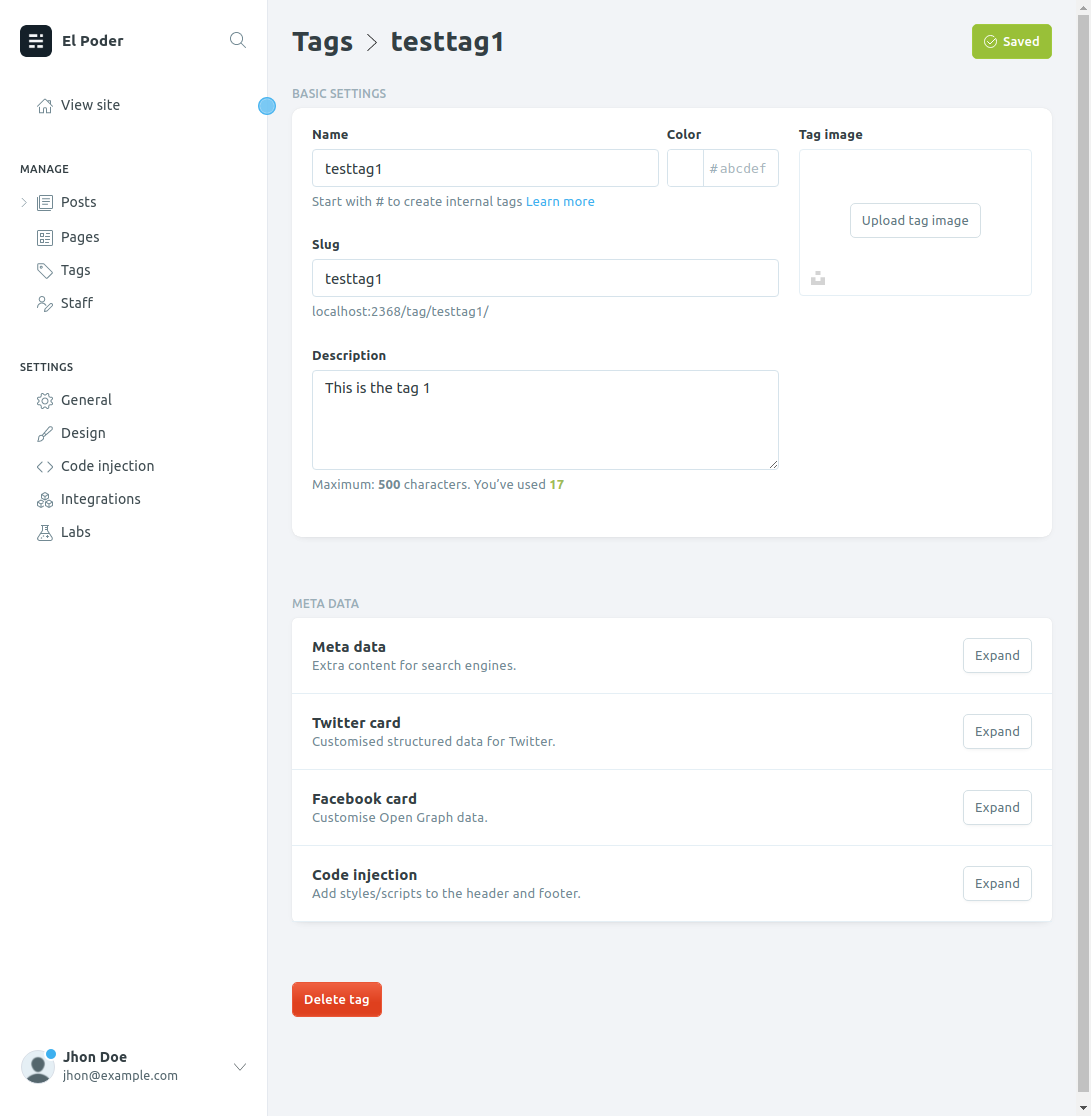 El Poder
View site
MANAGE
Posts
Pages
Tags
Staff
SETTINGS
General
Design
Code injection
Integrations
Labs
Jhon Doe
jhon@example.com
Tags > testtag1
Saved
BASIC SETTINGS
Name
testtag1
Start with # to create internal tags Learn more
Color
#abcdef
Slug
testtag1
localhost:2368/tag/testtag1/
Description
This is the tag 1
Maximum: 500 characters. You’ve used 17
Tag image
Upload tag image
META DATA
Meta data
Extra content for search engines.
Expand
Twitter card
Customised structured data for Twitter.
Expand
Facebook card
Customise Open Graph data.
Expand
Code injection
Add styles/scripts to the header and footer.
Expand
Delete tag